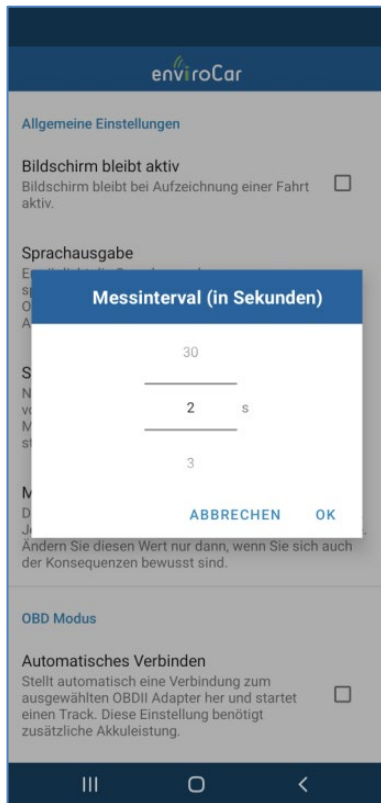 enviroCar
Allgemeine Einstellungen
Bildschirm bleibt aktiv
Bildschirm bleibt bei Aufzeichnung einer Fahrt
aktiv.
Sprachausgabe
Messinterval (in Sekunden)
30
2 s
3
ABBRECHEN OK
Ändern Sie diesen Wert nur dann, wenn Sie sich auch
der Konsequenzen bewusst sind.
OBD Modus
Automatisches Verbinden
Stellt automatisch eine Verbindung zum
ausgewählten OBDII Adapter her und startet
einen Track. Diese Einstellung benötigt
zusätzliche Akkuleistung.